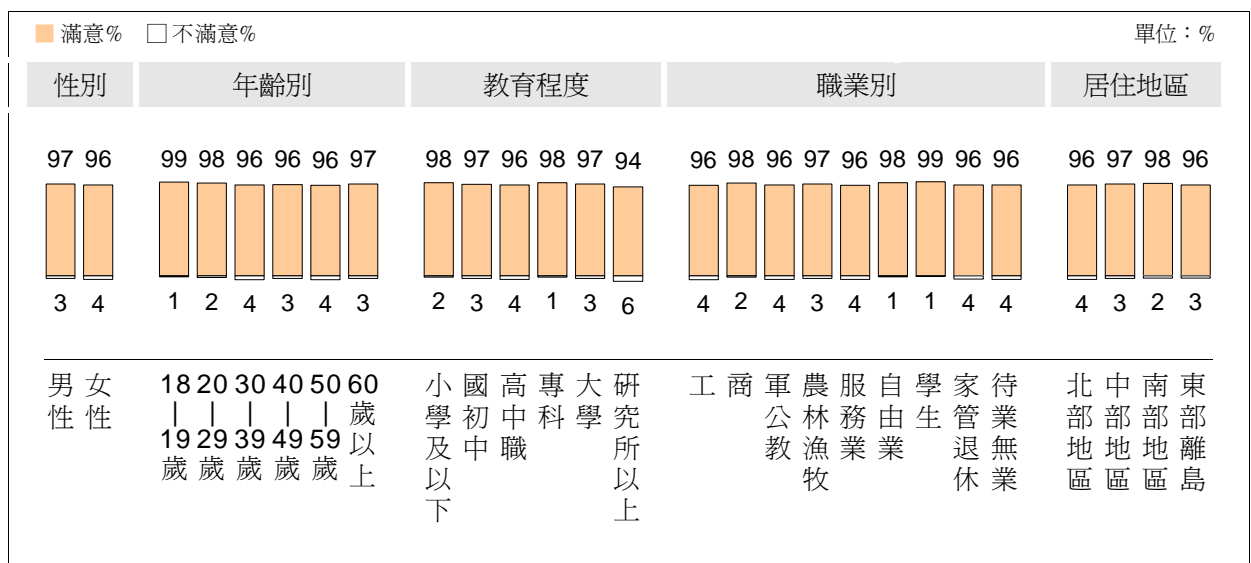 滿意% 不滿意% 單位：%
性別 年齡別 教育程度 職業別 居住地區
97 96 99 98 96 96 96 97 98 97 96 98 97 94 96 98 96 97 96 98 99 96 96 96 97 98 96
3 4 1 2 4 3 4 3 2 3 4 1 3 6 4 2 4 3 4 1 1 4 4 4 3 2 3
男性
女性
18|19歲
20|29歲
30|39歲
40|49歲
50|59歲
60歲以上
小學及以下
國初中
高中職
專科
大學
研究所以上
工
商
軍公教
農林漁牧
服務業
自由業
學生
家管退休
待業無業
北部地區
中部地區
南部地區
東部離島